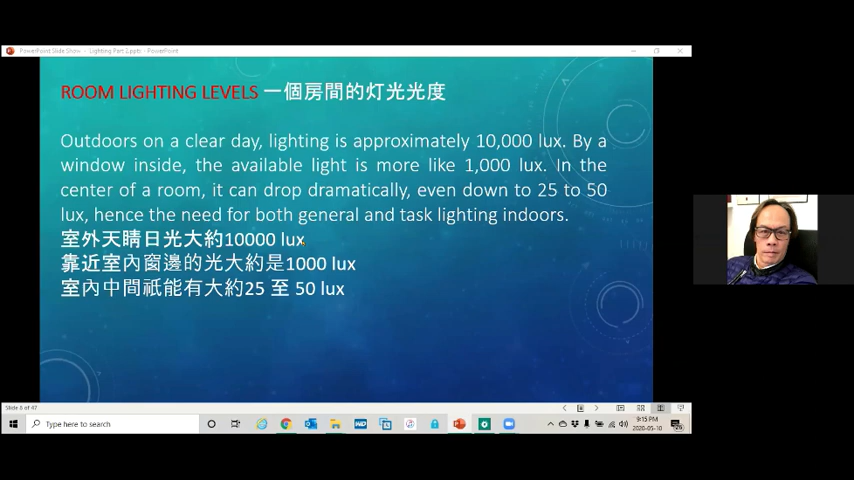 PowerPoint Slide Show - Lighting Part 2.pptx - PowerPoint
ROOM LIGHTING LEVELS 一個房間的灯光光度
Outdoors on a clear day, lighting is approximately 10,000 lux. By a
window inside, the available light is more like 1,000 lux. In the
center of a room, it can drop dramatically, even down to 25 to 50
lux, hence the need for both general and task lighting indoors.
室外天晴日光大約10000 lux
靠近室內窗邊的光大約是1000 lux
室內中間祇能有大約25 至 50 lux
Slide 8 of 47
Type here to search
9:15 PM
2020-05-10